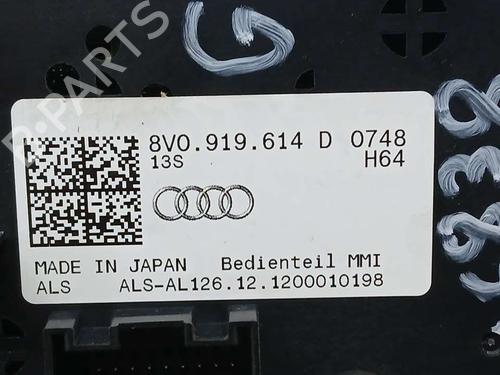 G
B-PARTS
8V0.919.614 D 0748
13S H64
MADE IN JAPAN Bedienteil MMI
ALS ALS-AL126.12.1200010198